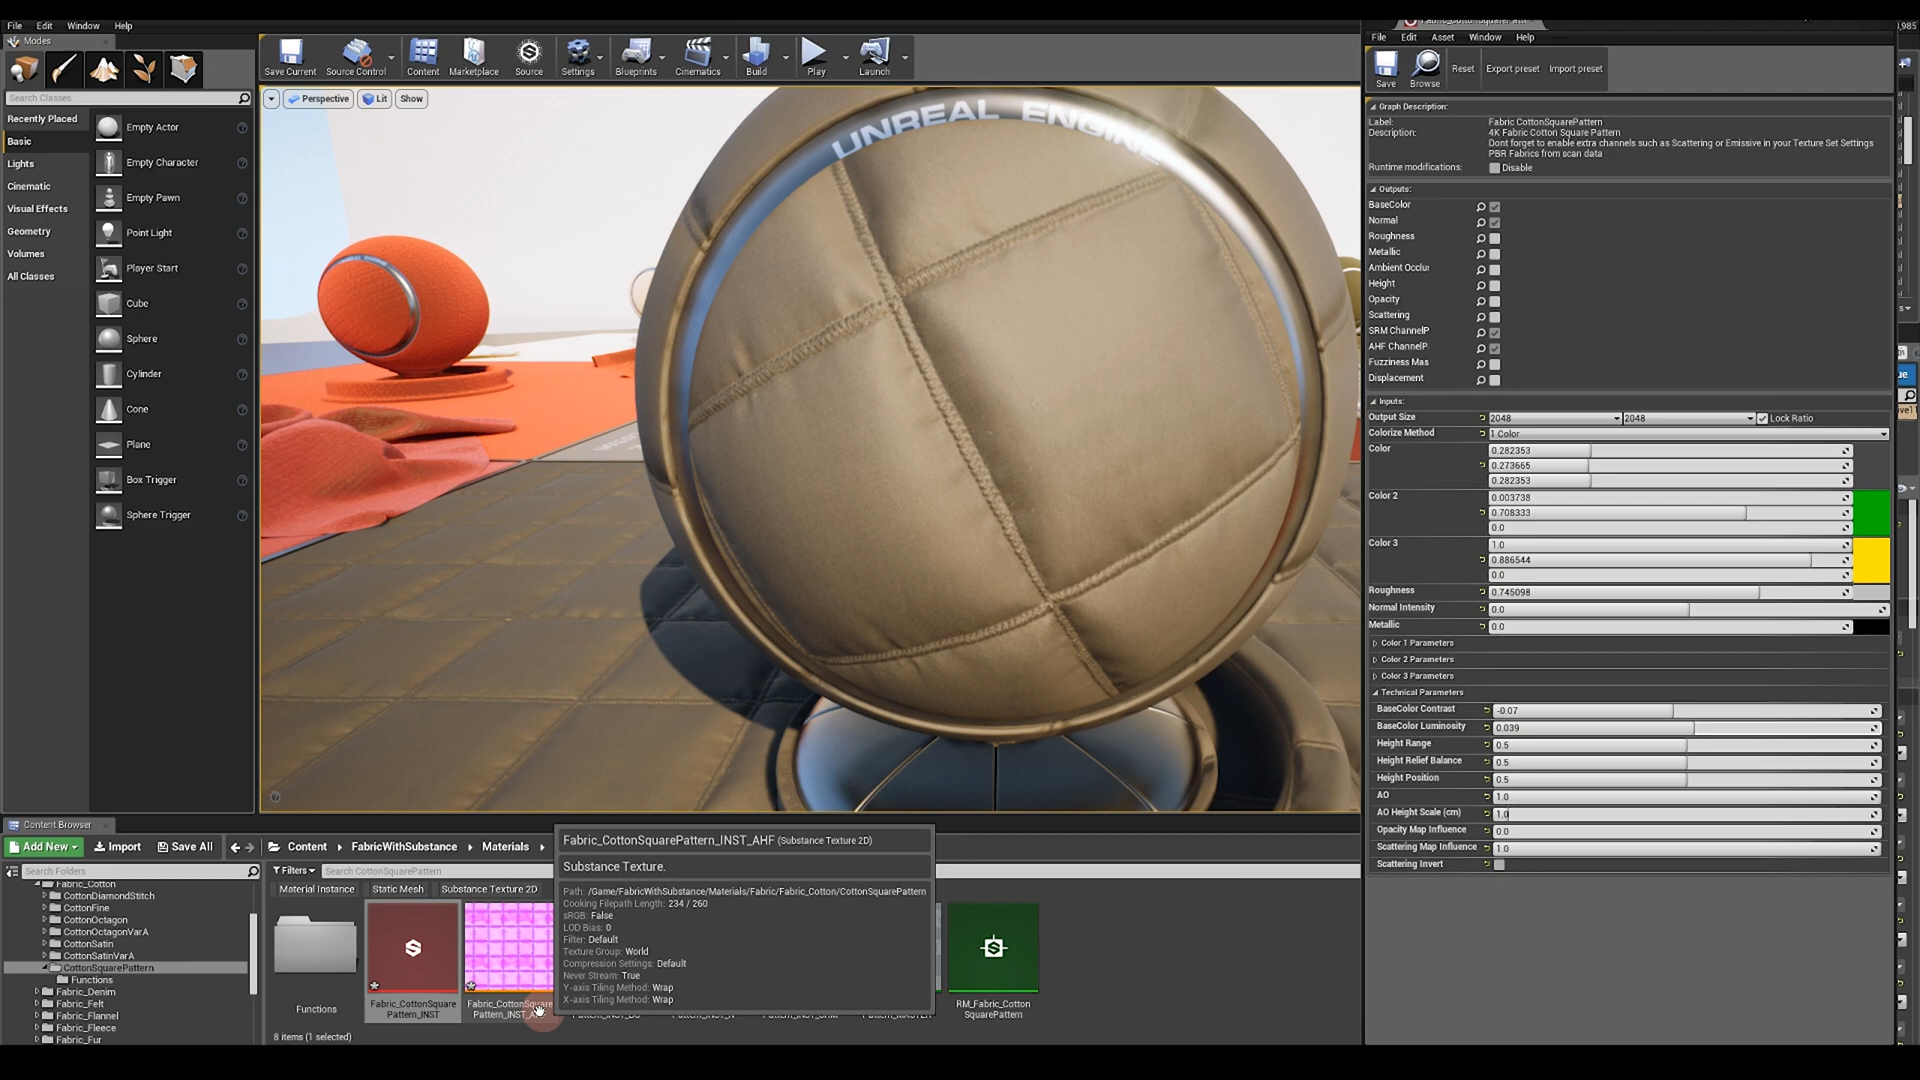 File Edit Window Help
Modes
Search Classes
Recently Placed
Basic
Lights
Cinematic
Visual Effects
Geometry
Volumes
All Classes
Empty Actor
Empty Character
Empty Pawn
Point Light
Player Start
Cube
Sphere
Cylinder
Cone
Plane
Box Trigger
Sphere Trigger
Save Current Source Control Content Marketplace Source Settings Blueprints Cinematics Build Play Launch
Perspective Lit Show
UNREAL ENGINE
File Edit Asset Window Help
Save Browse Reset Export preset Import preset
Graph Description:
Label: Fabric CottonSquarePattern
Description: 4K Fabric Cotton Square Pattern
Dont forget to enable extra channels such as Scattering or Emissive in your Texture Set Settings
PBR Fabrics from scan data
Runtime modifications: Disable
Outputs:
BaseColor
Normal
Roughness
Metallic
Ambient Occlu
Height
Opacity
Scattering
SRM ChannelP
AHF ChannelP
Fuzziness Mas
Displacement
Inputs:
Output Size 2048 2048 Lock Ratio
Colorize Method 1 Color
Color 0.282353
0.273665
0.282353
Color 2 0.003738
0.708333
0.0
Color 3 1.0
0.886544
0.0
Roughness 0.745098
Normal Intensity 0.0
Metallic 0.0
Color 1 Parameters
Color 2 Parameters
Color 3 Parameters
Technical Parameters
BaseColor Contrast -0.07
BaseColor Luminosity 0.039
Height Range 0.5
Height Relief Balance 0.5
Height Position 0.5
AO 1.0
AO Height Scale (cm) 1.0
Opacity Map Influence 0.0
Scattering Map Influence 1.0
Scattering Invert
Content Browser
Add New Import Save All Content FabricWithSubstance Materials
Search Folders
Fabric_Cotton
CottonDiamondStitch
CottonFine
CottonOctagon
CottonOctagonVarA
CottonSatin
CottonSatinVarA
CottonSquarePattern
Functions
Fabric_Denim
Fabric_Felt
Fabric_Flannel
Fabric_Fleece
Fabric_Fur
Filters Search CottonSquarePattern
Material Instance Static Mesh Substance Texture 2D
Functions
Fabric_CottonSquare
Pattern_INST
Fabric_CottonSquare
RM_Fabric_Cotton
SquarePattern
8 items (1 selected)
Fabric_CottonSquarePattern_INST_AHF (Substance Texture 2D)
Substance Texture.
Path: /Game/FabricWithSubstance/Materials/Fabric/Fabric_Cotton/CottonSquarePattern
Cooking Filepath Length: 234 / 260
sRGB: False
LOD Bias: 0
Filter: Default
Texture Group: World
Compression Settings: Default
Never Stream: True
Y-axis Tiling Method: Wrap
X-axis Tiling Method: Wrap